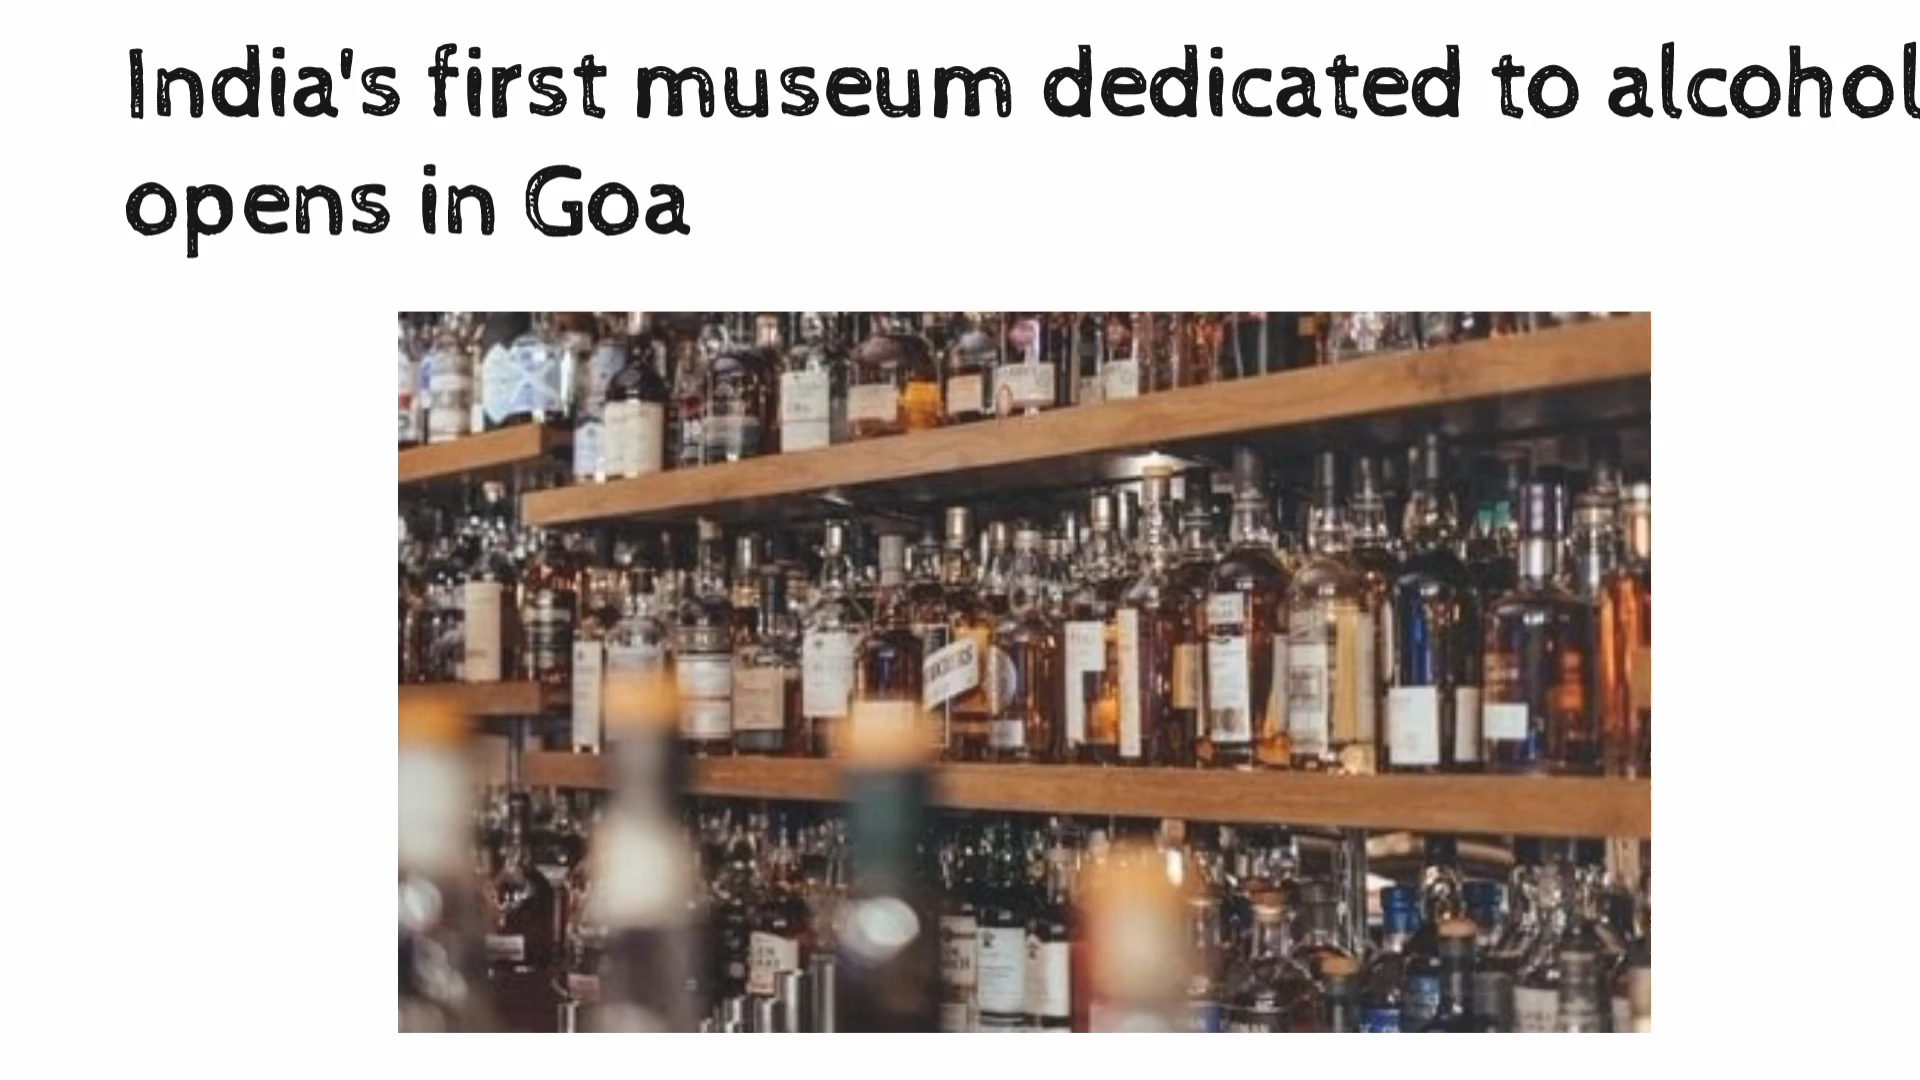 India's first museum dedicated to alcohol
opens in Goa